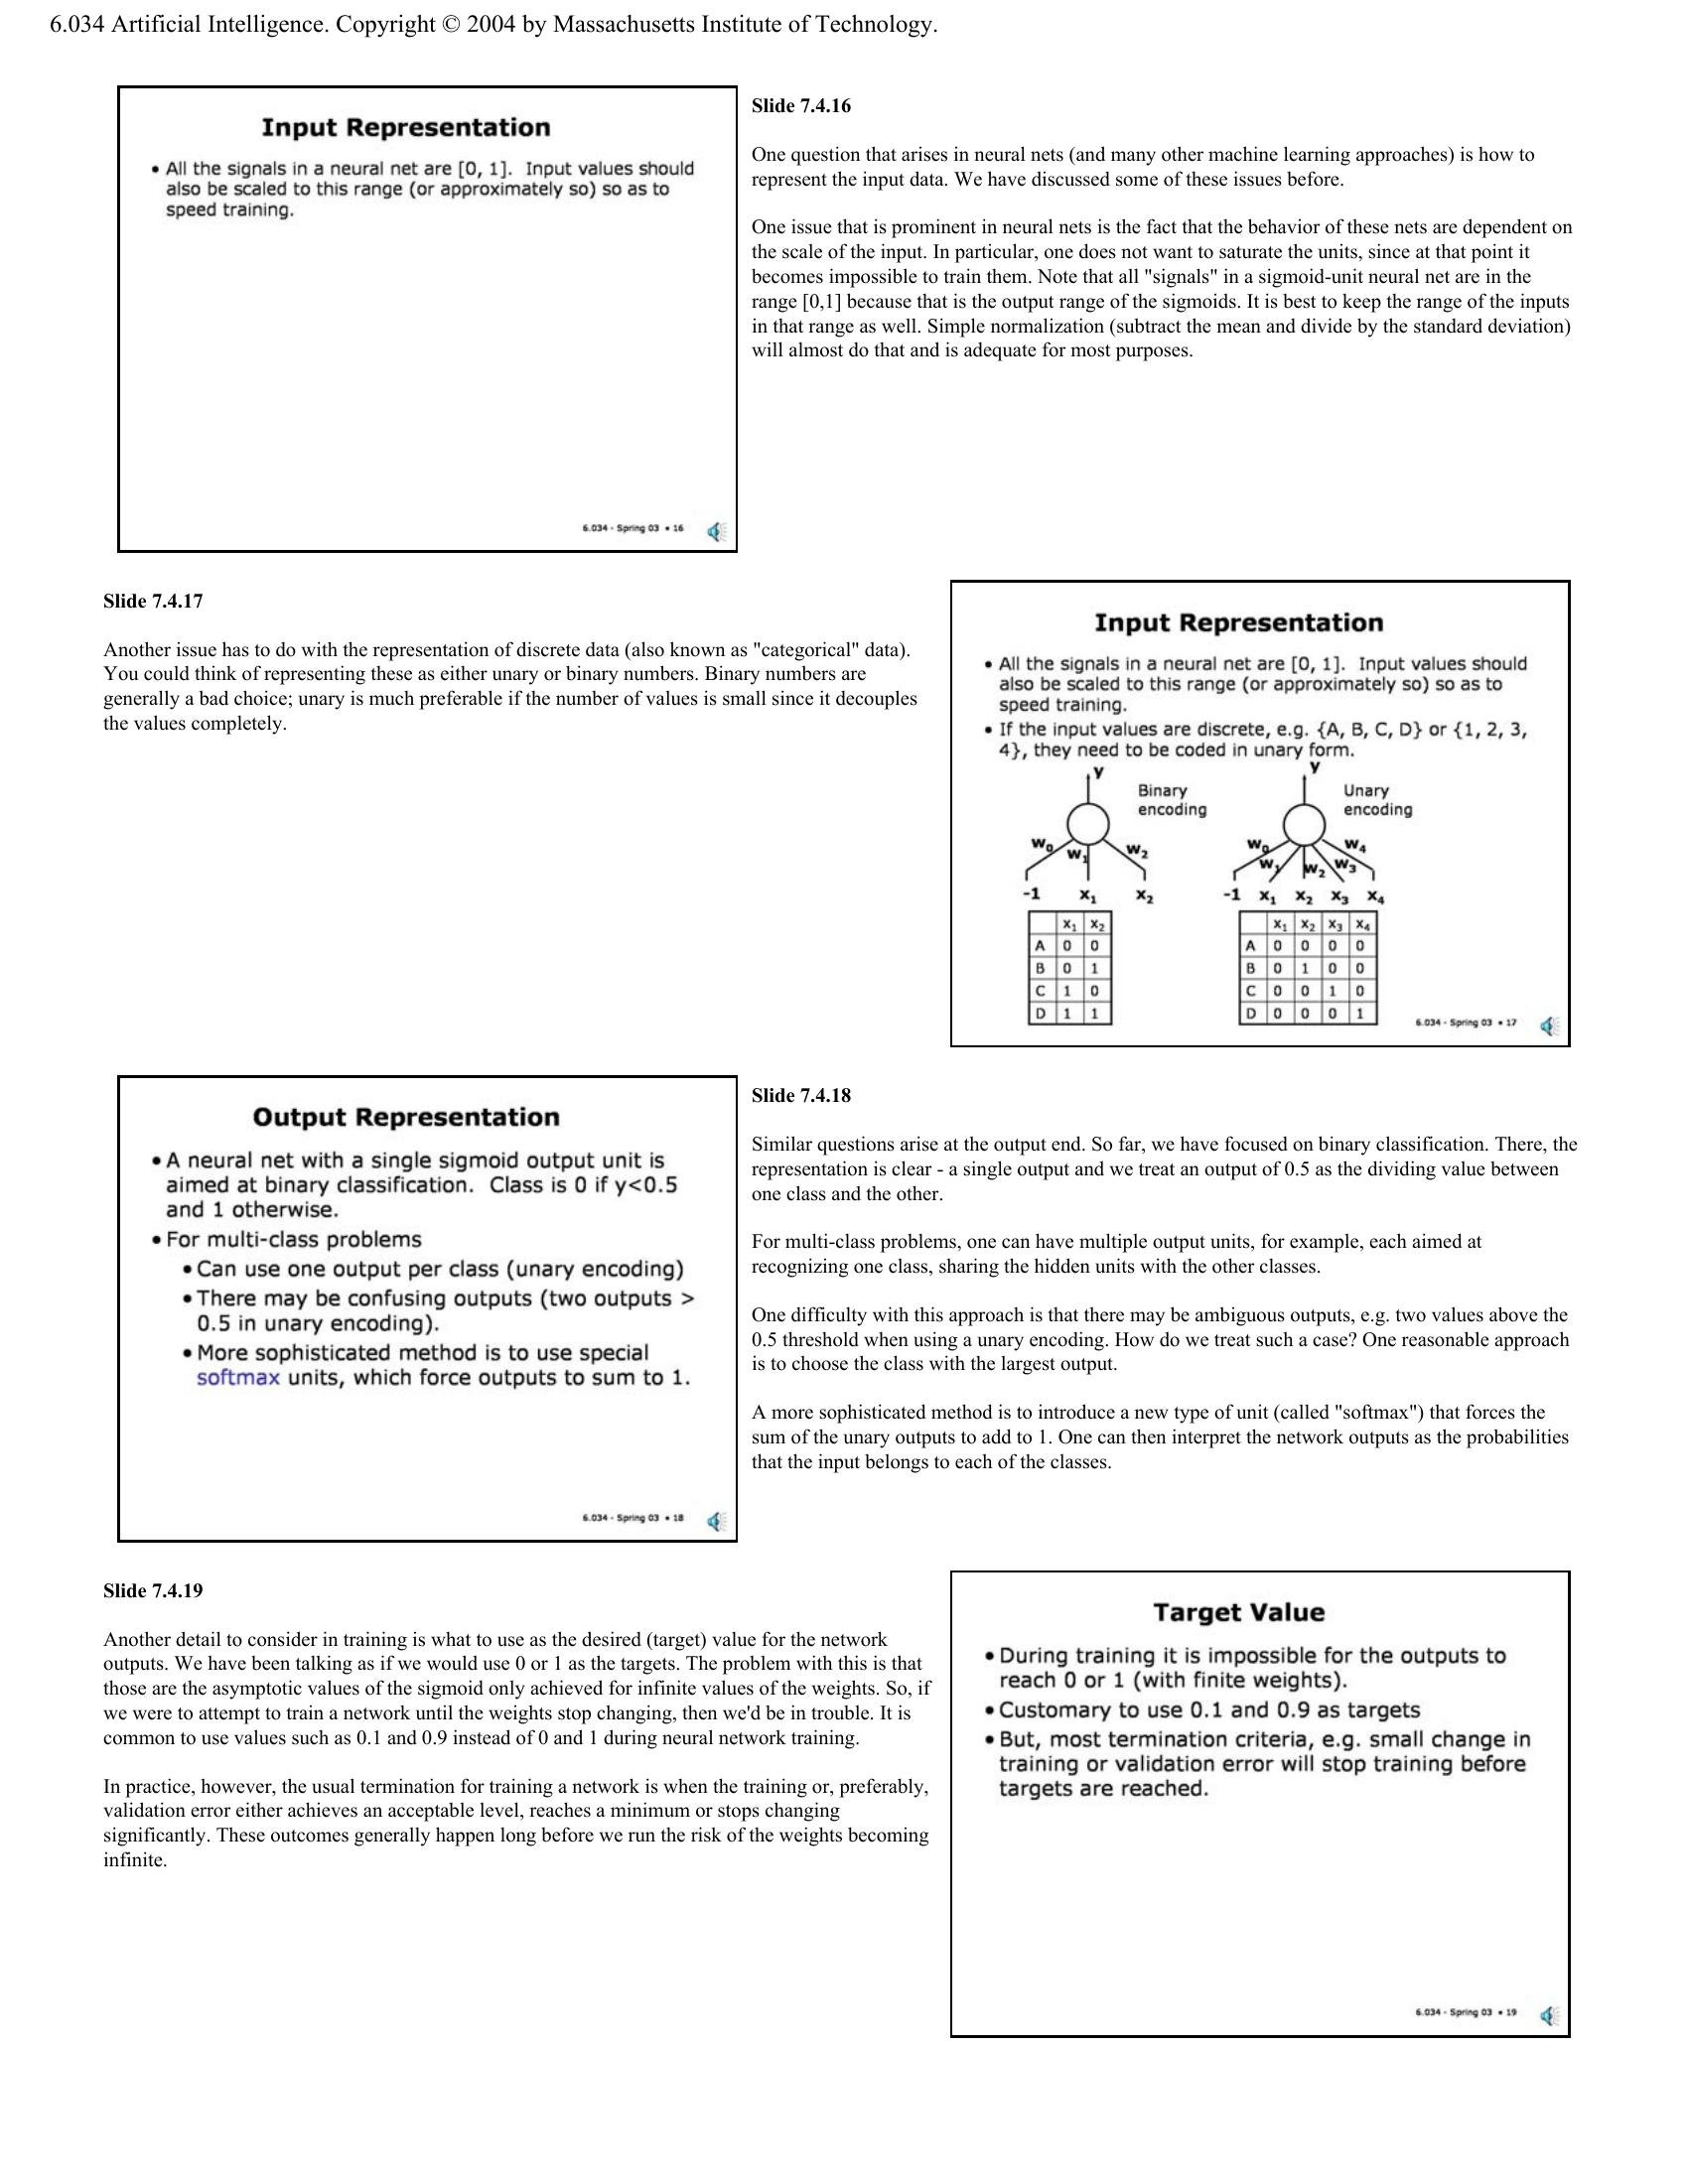 6.034 Artificial Intelligence. Copyright © 2004 by Massachusetts Institute of Technology.
Input Representation
• All the signals in a neural net are [0, 1]. Input values should
also be scaled to this range (or approximately so) so as to
speed training.
6.034 - Spring 03 • 16
Slide 7.4.16
One question that arises in neural nets (and many other machine learning approaches) is how to
represent the input data. We have discussed some of these issues before.
One issue that is prominent in neural nets is the fact that the behavior of these nets are dependent on
the scale of the input. In particular, one does not want to saturate the units, since at that point it
becomes impossible to train them. Note that all "signals" in a sigmoid-unit neural net are in the
range [0,1] because that is the output range of the sigmoids. It is best to keep the range of the inputs
in that range as well. Simple normalization (subtract the mean and divide by the standard deviation)
will almost do that and is adequate for most purposes.
Slide 7.4.17
Another issue has to do with the representation of discrete data (also known as "categorical" data).
You could think of representing these as either unary or binary numbers. Binary numbers are
generally a bad choice; unary is much preferable if the number of values is small since it decouples
the values completely.
Input Representation
• All the signals in a neural net are [0, 1]. Input values should
also be scaled to this range (or approximately so) so as to
speed training.
• If the input values are discrete, e.g. {A, B, C, D} or {1, 2, 3,
4}, they need to be coded in unary form.
y
Binary
encoding
w0 w1 w2
-1 x1 x2
x1 x2
A 0 0
B 0 1
C 1 0
D 1 1
y
Unary
encoding
w0 w1 w2 w3 w4
-1 x1 x2 x3 x4
x1 x2 x3 x4
A 0 0 0 0
B 0 1 0 0
C 0 0 1 0
D 0 0 0 1
6.034 - Spring 03 • 17
Output Representation
• A neural net with a single sigmoid output unit is
aimed at binary classification. Class is 0 if y<0.5
and 1 otherwise.
• For multi-class problems
• Can use one output per class (unary encoding)
• There may be confusing outputs (two outputs >
0.5 in unary encoding).
• More sophisticated method is to use special
softmax units, which force outputs to sum to 1.
6.034 - Spring 03 • 18
Slide 7.4.18
Similar questions arise at the output end. So far, we have focused on binary classification. There, the
representation is clear - a single output and we treat an output of 0.5 as the dividing value between
one class and the other.
For multi-class problems, one can have multiple output units, for example, each aimed at
recognizing one class, sharing the hidden units with the other classes.
One difficulty with this approach is that there may be ambiguous outputs, e.g. two values above the
0.5 threshold when using a unary encoding. How do we treat such a case? One reasonable approach
is to choose the class with the largest output.
A more sophisticated method is to introduce a new type of unit (called "softmax") that forces the
sum of the unary outputs to add to 1. One can then interpret the network outputs as the probabilities
that the input belongs to each of the classes.
Slide 7.4.19
Another detail to consider in training is what to use as the desired (target) value for the network
outputs. We have been talking as if we would use 0 or 1 as the targets. The problem with this is that
those are the asymptotic values of the sigmoid only achieved for infinite values of the weights. So, if
we were to attempt to train a network until the weights stop changing, then we'd be in trouble. It is
common to use values such as 0.1 and 0.9 instead of 0 and 1 during neural network training.
In practice, however, the usual termination for training a network is when the training or, preferably,
validation error either achieves an acceptable level, reaches a minimum or stops changing
significantly. These outcomes generally happen long before we run the risk of the weights becoming
infinite.
Target Value
• During training it is impossible for the outputs to
reach 0 or 1 (with finite weights).
• Customary to use 0.1 and 0.9 as targets
• But, most termination criteria, e.g. small change in
training or validation error will stop training before
targets are reached.
6.034 - Spring 03 • 19